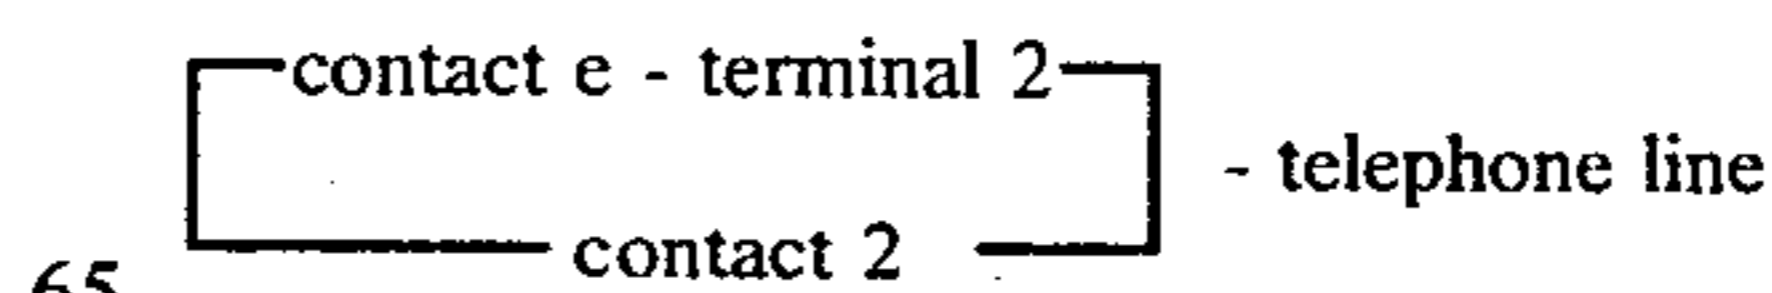 contact e - terminal 2
- telephone line
contact 2
65